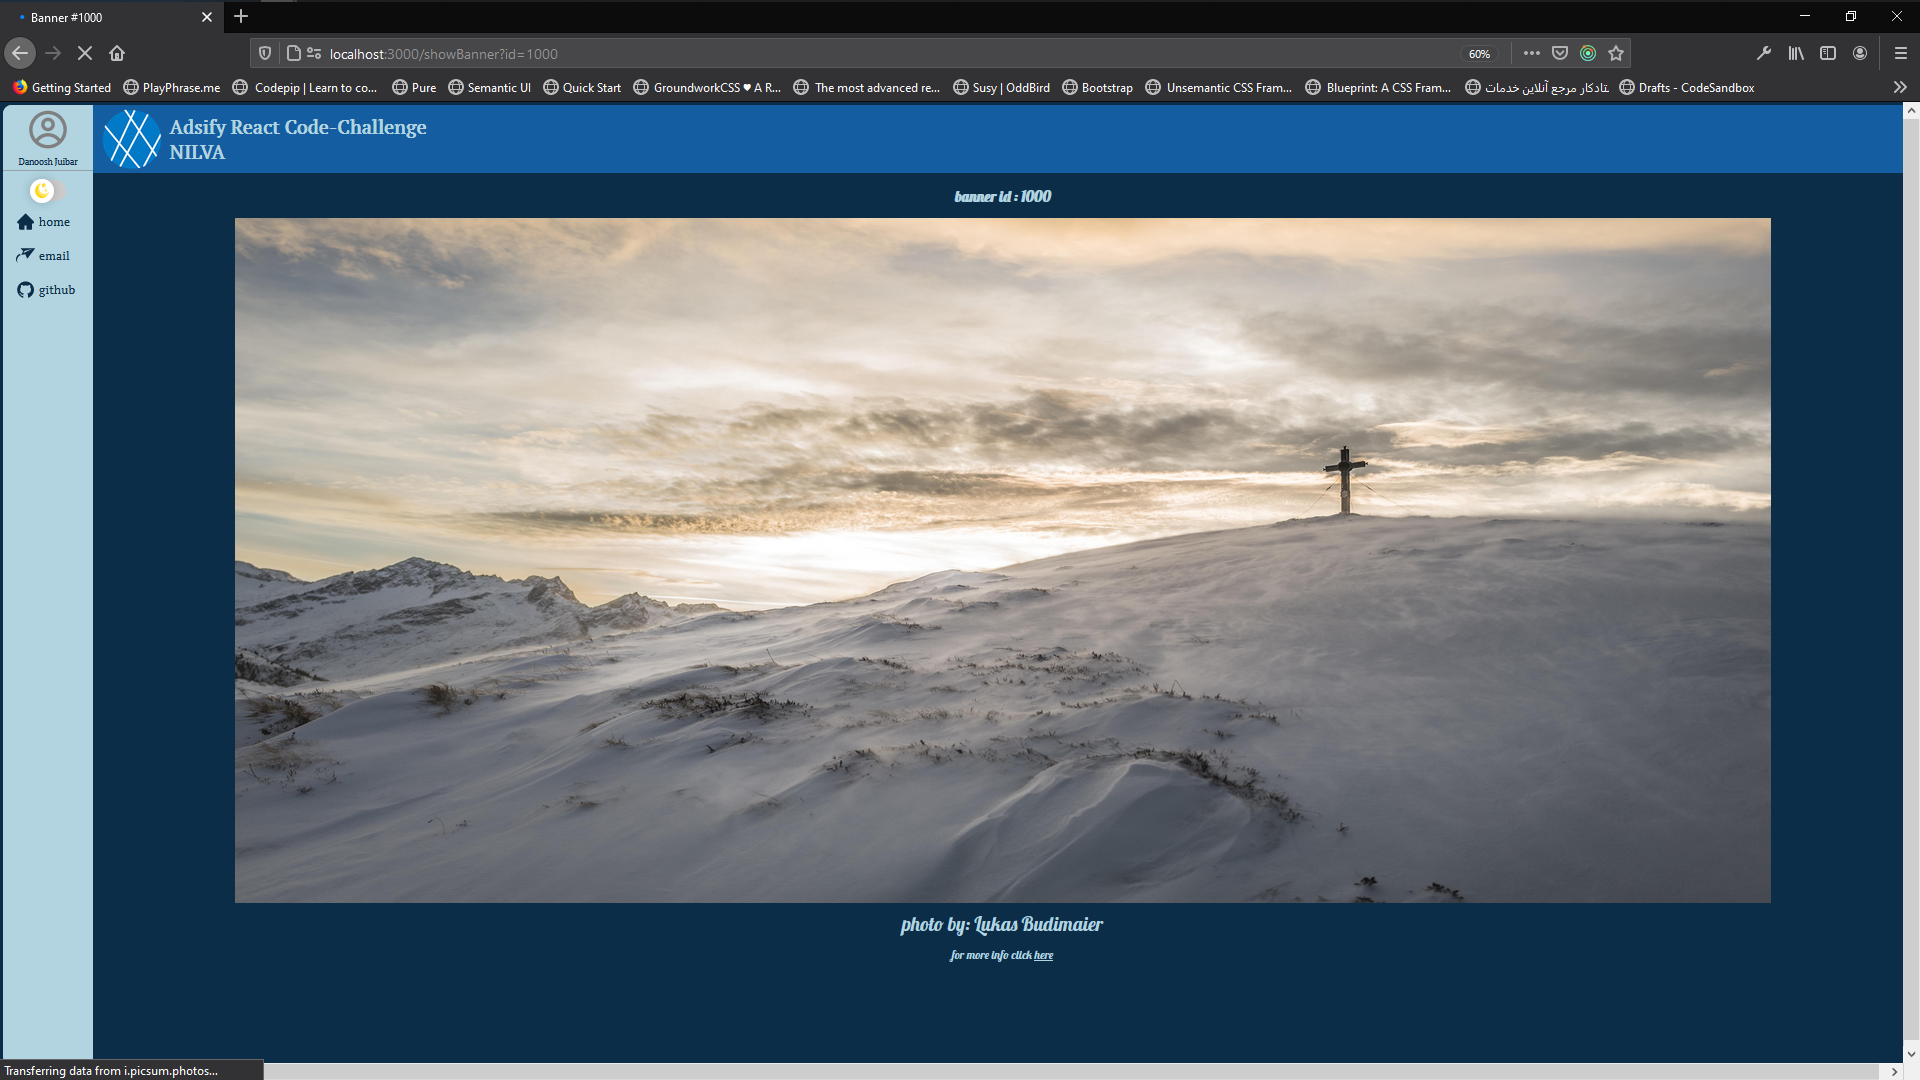 Banner #1000
localhost:3000/showBanner?id=1000
60%
Getting Started
PlayPhrase.me
Codepip | Learn to co...
Pure
Semantic UI
Quick Start
GroundworkCSS ♥ A R...
The most advanced re...
Susy | OddBird
Bootstrap
Unsemantic CSS Fram...
Blueprint: A CSS Fram...
ستادکار مرجع آنلاین خدمات
Drafts - CodeSandbox
Danoosh Juibar
home
email
github
Adsify React Code-Challenge
NILVA
banner id : 1000
photo by: Lukas Budimaier
for more info click here
Transferring data from i.picsum.photos...